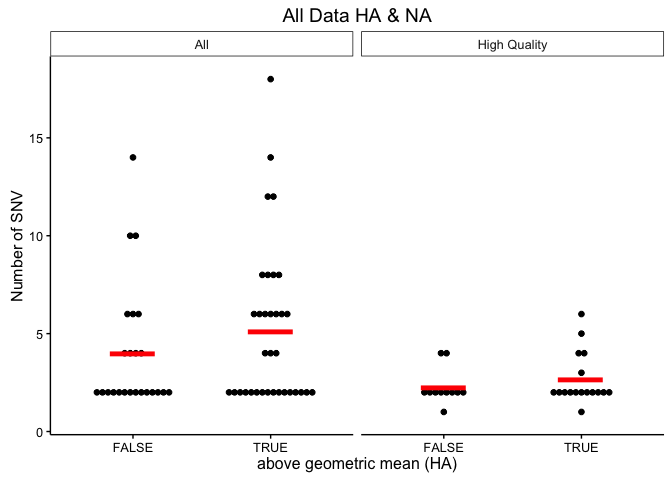 All Data HA & NA
All
High Quality
Number of SNV
15
10
5
0
FALSE
TRUE
FALSE
TRUE
above geometric mean (HA)